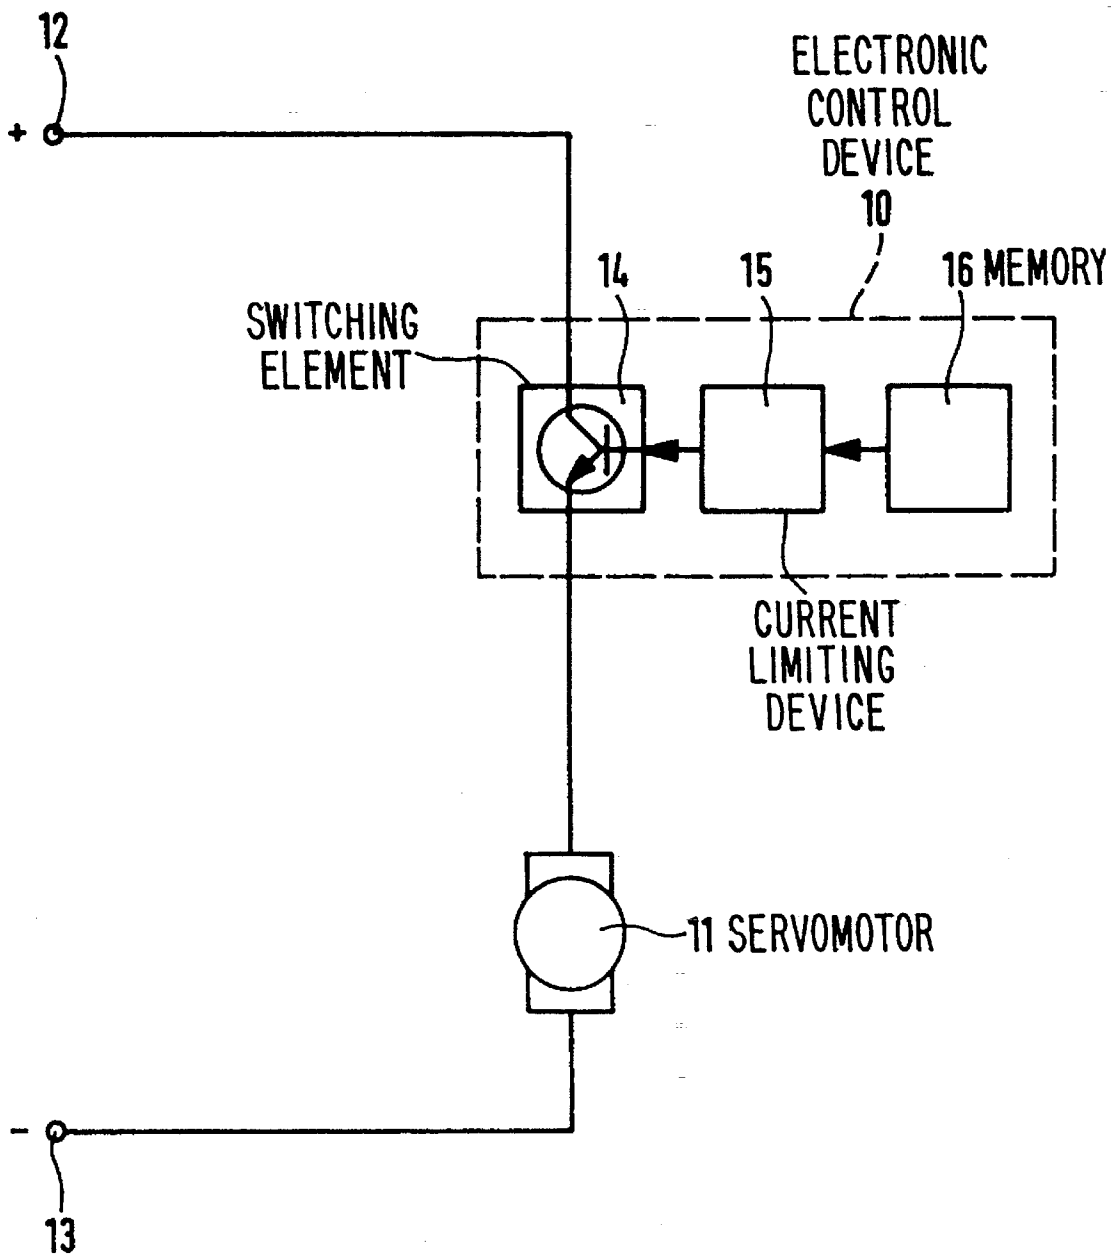 12
ELECTRONIC
CONTROL
DEVICE
10
+
14
15
16 MEMORY
SWITCHING
ELEMENT
CURRENT
LIMITING
DEVICE
11 SERVOMOTOR
-
13